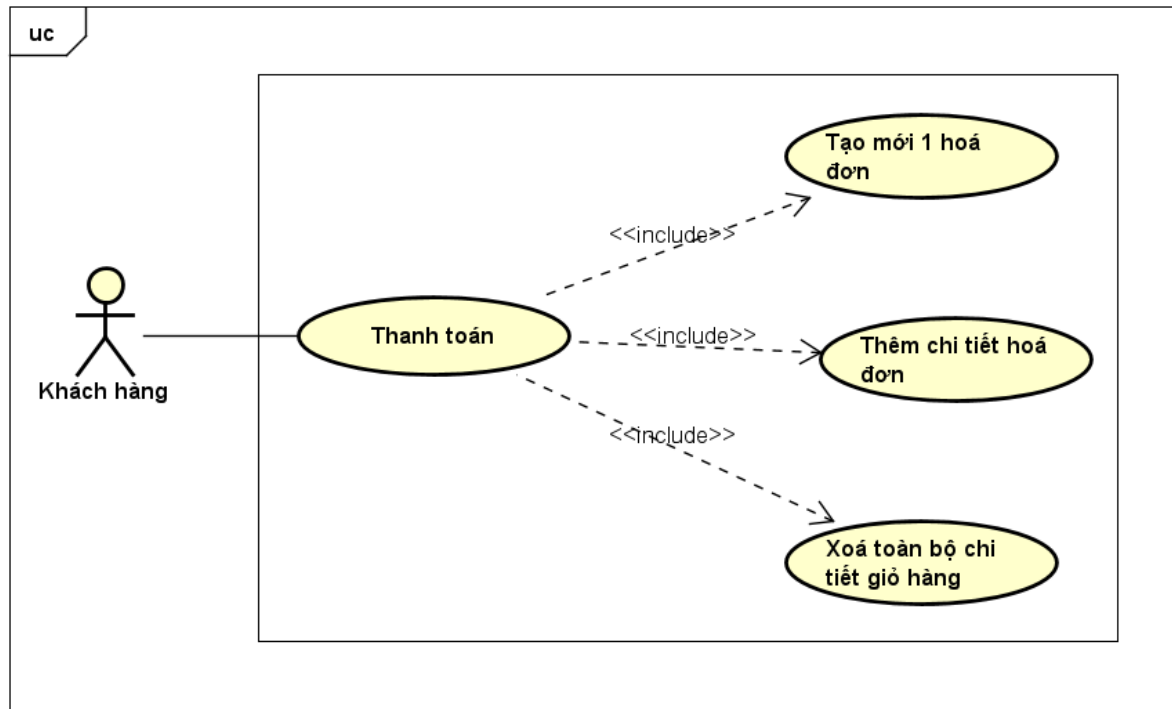 uc
Tạo mới 1 hoá
đơn
<<include>>
Khách hàng
Thanh toán
<<include>>
Thêm chi tiết hoá
đơn
<<include>>
Xoá toàn bộ chi
tiết giỏ hàng